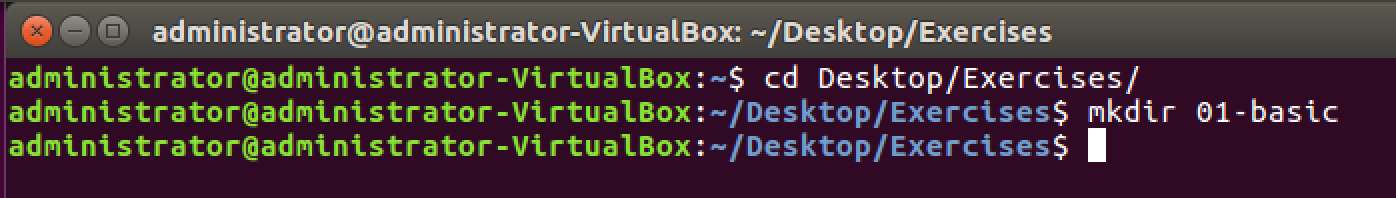 administrator@administrator-VirtualBox: ~/Desktop/Exercises
administrator@administrator-VirtualBox:~$ cd Desktop/Exercises/
administrator@administrator-VirtualBox:~/Desktop/Exercises$ mkdir 01-basic
administrator@administrator-VirtualBox:~/Desktop/Exercises$